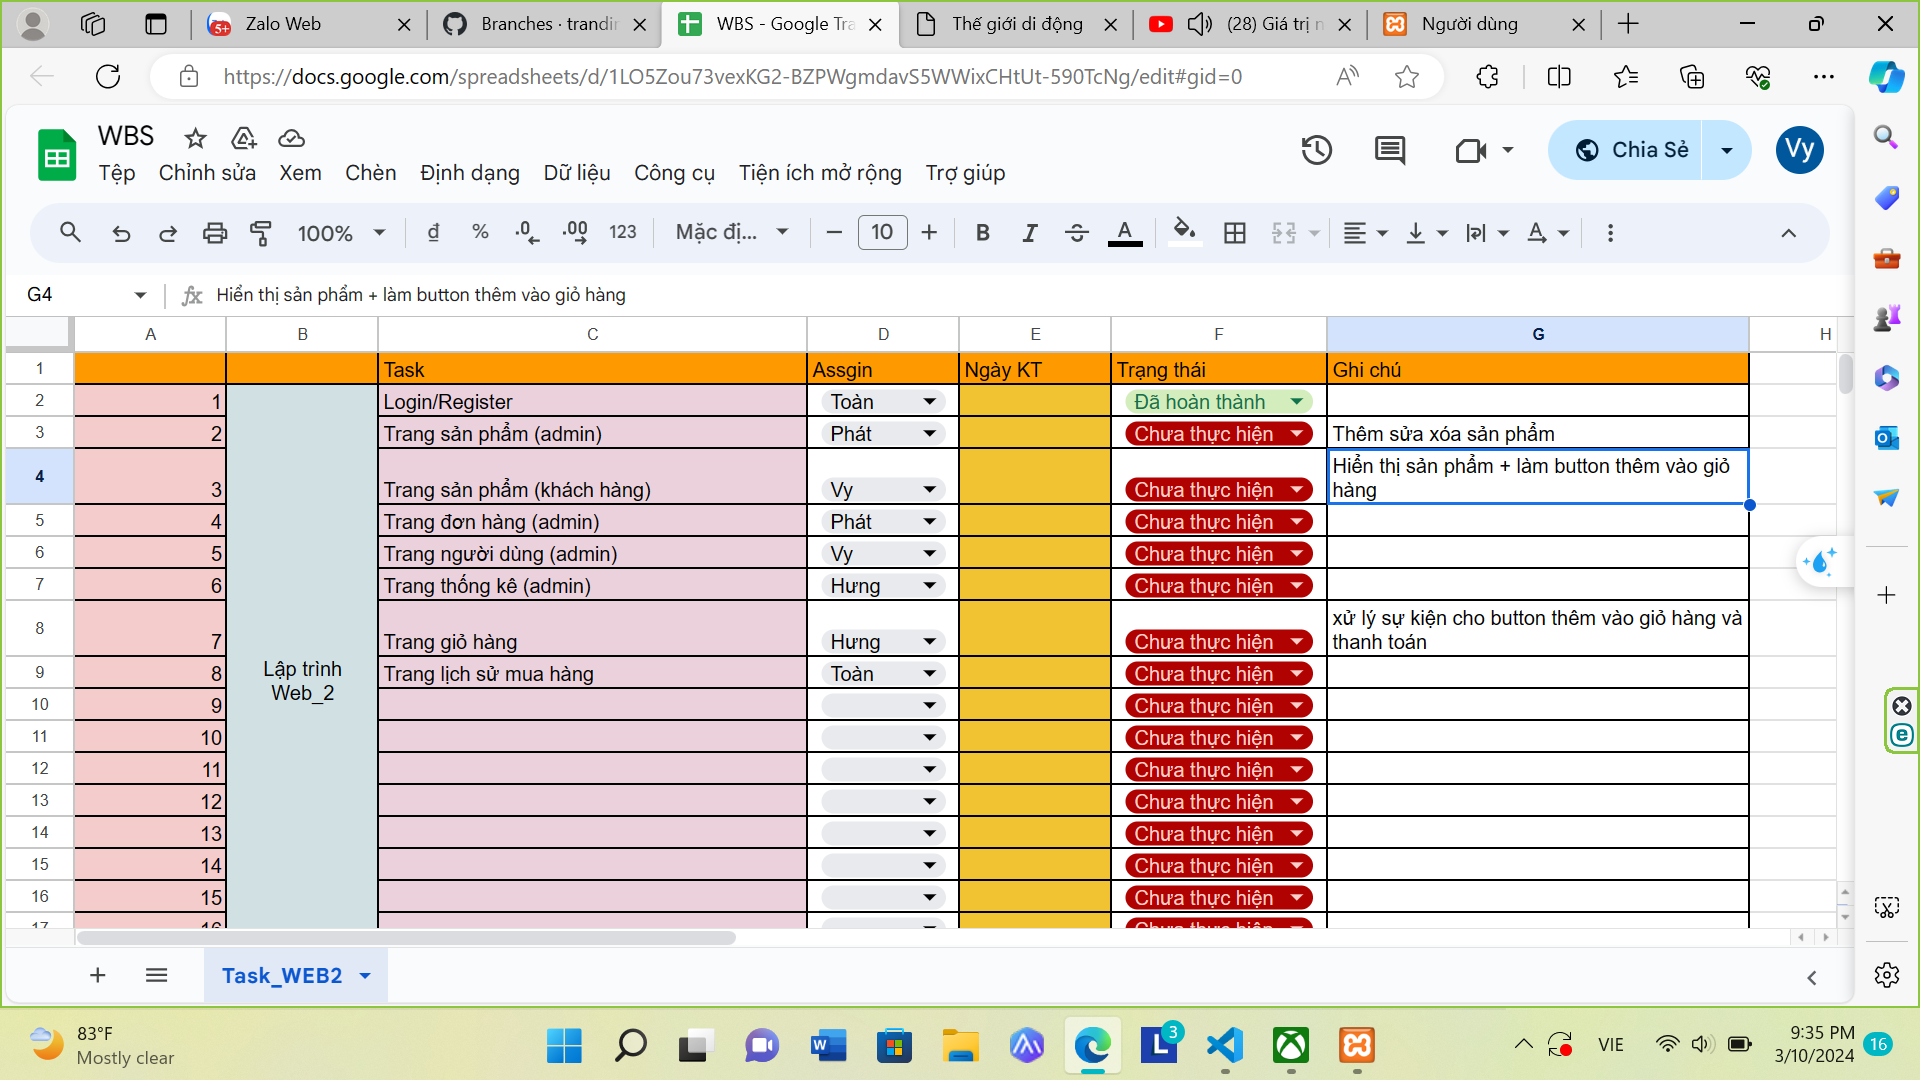 Zalo Web
Branches · trandin
WBS - Google Tra
Thế giới di động
(28) Giá trị n
Người dùng
https://docs.google.com/spreadsheets/d/1LO5Zou73vexKG2-BZPWgmdavS5WWixCHtUt-590TcNg/edit#gid=0
WBS
Tệp Chỉnh sửa Xem Chèn Định dạng Dữ liệu Công cụ Tiện ích mở rộng Trợ giúp
Chia Sẻ
Vy
100% đ % .0 .00 123 Mặc đị... 10 B I A
G4
fx Hiển thị sản phẩm + làm button thêm vào giỏ hàng
A B C D E F G H
1 Task Assgin Ngày KT Trạng thái Ghi chú
2 1 Login/Register Toàn Đã hoàn thành
3 2 Trang sản phẩm (admin) Phát Chưa thực hiện Thêm sửa xóa sản phẩm
4 3 Trang sản phẩm (khách hàng) Vy Chưa thực hiện Hiển thị sản phẩm + làm button thêm vào giỏ
hàng
5 4 Trang đơn hàng (admin) Phát Chưa thực hiện
6 5 Trang người dùng (admin) Vy Chưa thực hiện
7 6 Trang thống kê (admin) Hưng Chưa thực hiện
8 7 Trang giỏ hàng Hưng Chưa thực hiện xử lý sự kiện cho button thêm vào giỏ hàng và
thanh toán
9 8 Trang lịch sử mua hàng Toàn Chưa thực hiện
Lập trình
Web_2
10 9 Chưa thực hiện
11 10 Chưa thực hiện
12 11 Chưa thực hiện
13 12 Chưa thực hiện
14 13 Chưa thực hiện
15 14 Chưa thực hiện
16 15 Chưa thực hiện
17 16 Chưa thực hiện
Task_WEB2
83°F
Mostly clear
3
VIE
9:35 PM
3/10/2024
16